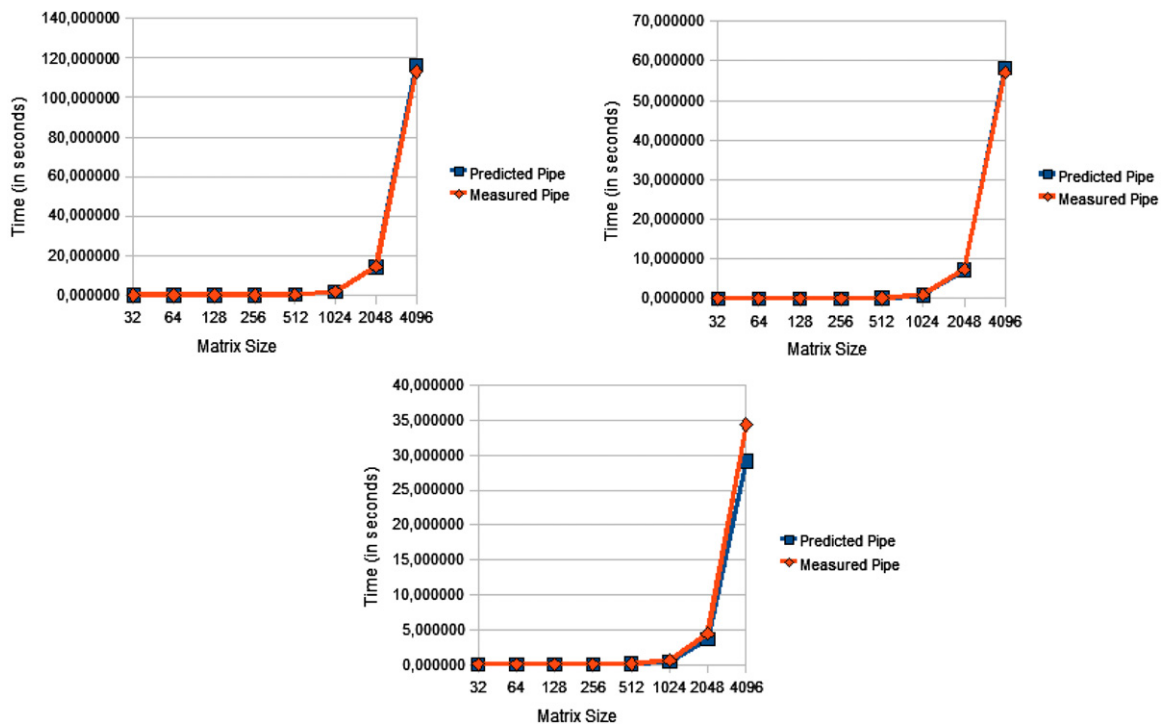 140,000000
120,000000
100,000000
80,000000
60,000000
40,000000
20,000000
0,000000
Time (in seconds)
32 64 128 256 512 1024 2048 4096
Matrix Size
Predicted Pipe
Measured Pipe
70,000000
60,000000
50,000000
40,000000
30,000000
20,000000
10,000000
0,000000
Time (in seconds)
32 64 128 256 512 1024 2048 4096
Matrix Size
Predicted Pipe
Measured Pipe
40,000000
35,000000
30,000000
25,000000
20,000000
15,000000
10,000000
5,000000
0,000000
Time (in seconds)
32 64 128 256 512 1024 2048 4096
Matrix Size
Predicted Pipe
Measured Pipe